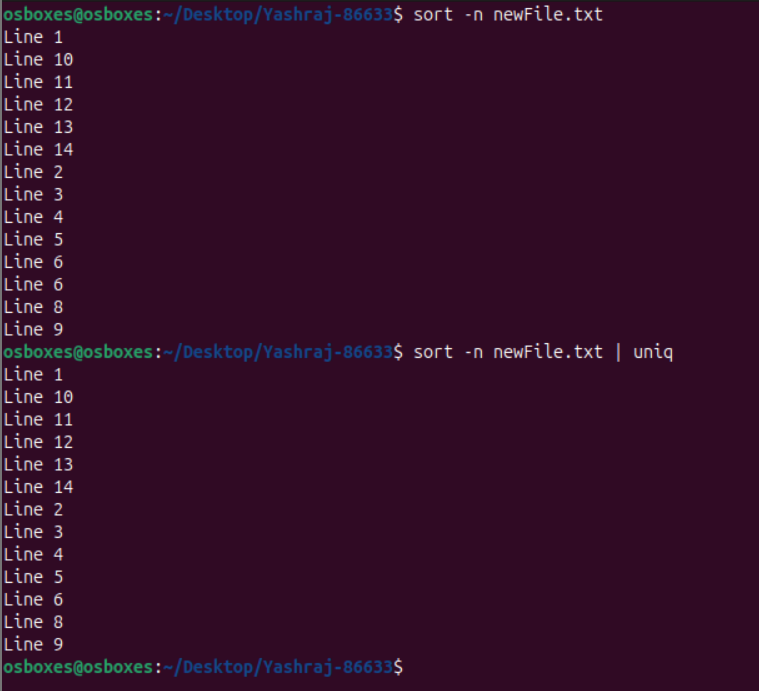 osboxes@osboxes:~/Desktop/Yashraj-86633$ sort -n newFile.txt
Line 1
Line 10
Line 11
Line 12
Line 13
Line 14
Line 2
Line 3
Line 4
Line 5
Line 6
Line 6
Line 8
Line 9
osboxes@osboxes:~/Desktop/Yashraj-86633$ sort -n newFile.txt | uniq
Line 1
Line 10
Line 11
Line 12
Line 13
Line 14
Line 2
Line 3
Line 4
Line 5
Line 6
Line 8
Line 9
osboxes@osboxes:~/Desktop/Yashraj-86633$